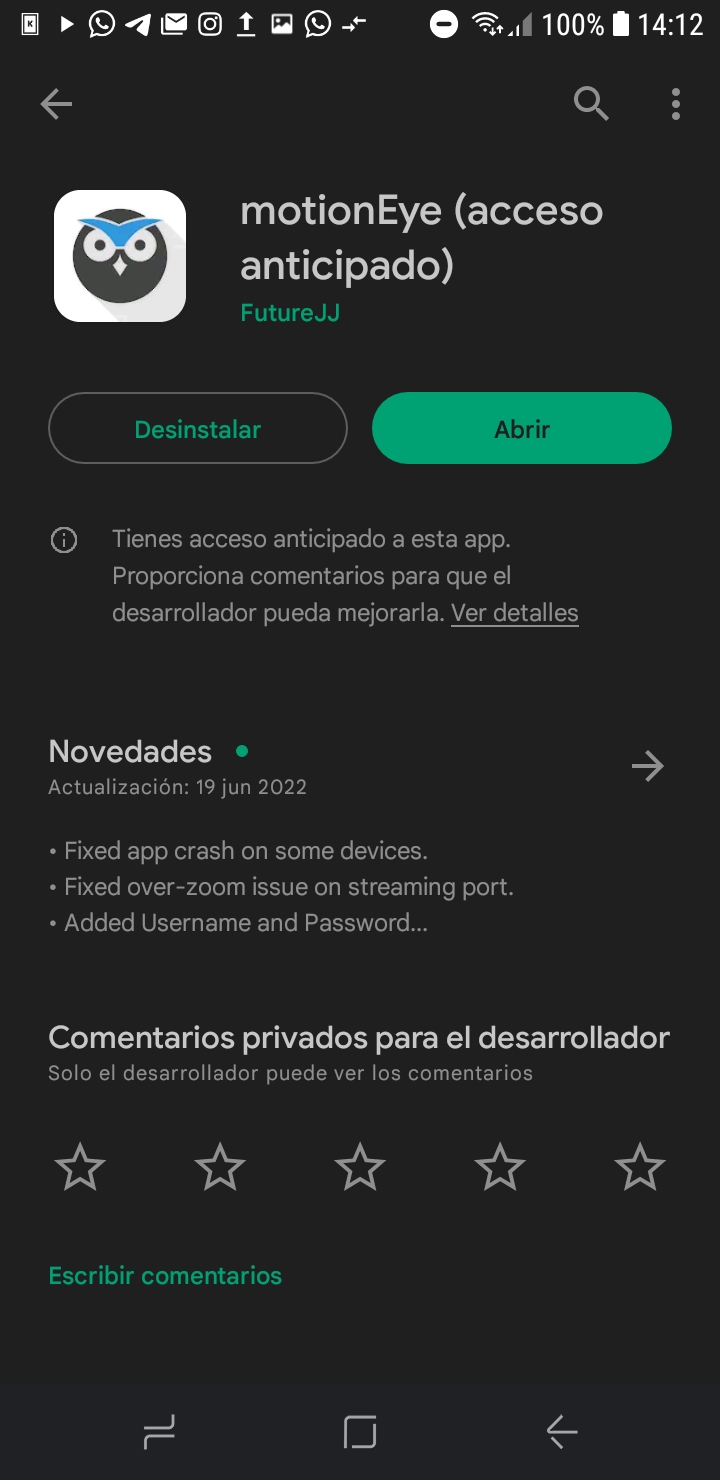 100% 14:12
motionEye (acceso
anticipado)
FutureJJ
Desinstalar
Abrir
Tienes acceso anticipado a esta app.
Proporciona comentarios para que el
desarrollador pueda mejorarla. Ver detalles
Novedades
Actualización: 19 jun 2022
• Fixed app crash on some devices.
• Fixed over-zoom issue on streaming port.
• Added Username and Password...
Comentarios privados para el desarrollador
Solo el desarrollador puede ver los comentarios
Escribir comentarios